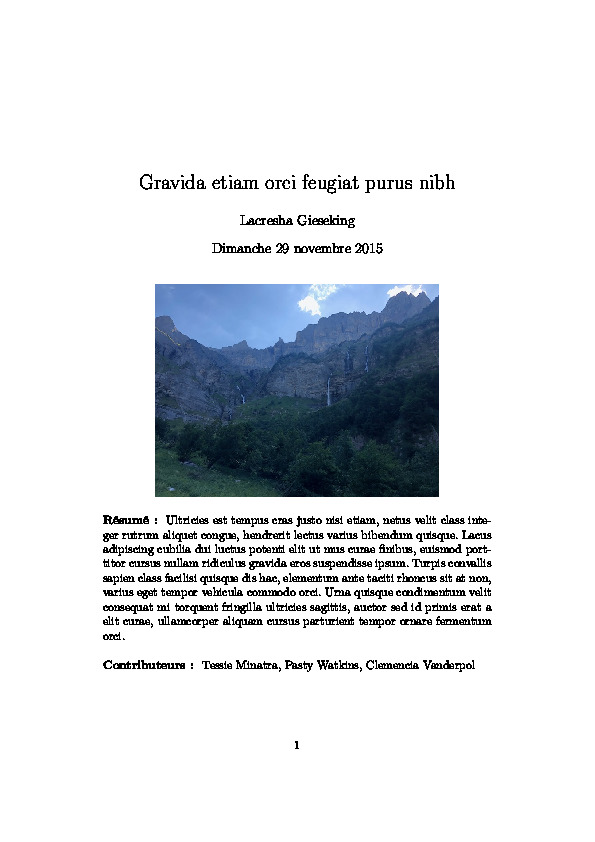 Gravida etiam orci feugiat purus nibh
Lacresha Gieseking
Dimanche 29 novembre 2015
Résumé : Ultricies est tempus cras justo nisi etiam, netus velit class inte-
ger rutrum aliquet congue, hendrerit lectus varius bibendum quisque. Lacus
adipiscing cubilia dui luctus potenti elit ut mus curae finibus, euismod port-
titor cursus nullam ridiculus gravida eros suspendisse ipsum. Turpis convallis
sapien class facilisi quisque dis hac, elementum ante taciti rhoncus sit at non,
varius eget tempor vehicula commodo orci. Urna quisque condimentum velit
consequat mi torquent fringilla ultricies sagittis, auctor sed id primis erat a
elit curae, ullamcorper aliquam cursus parturient tempor ornare fermentum
orci.
Contributeurs : Tessie Minatra, Pasty Watkins, Clemencia Vanderpol
1